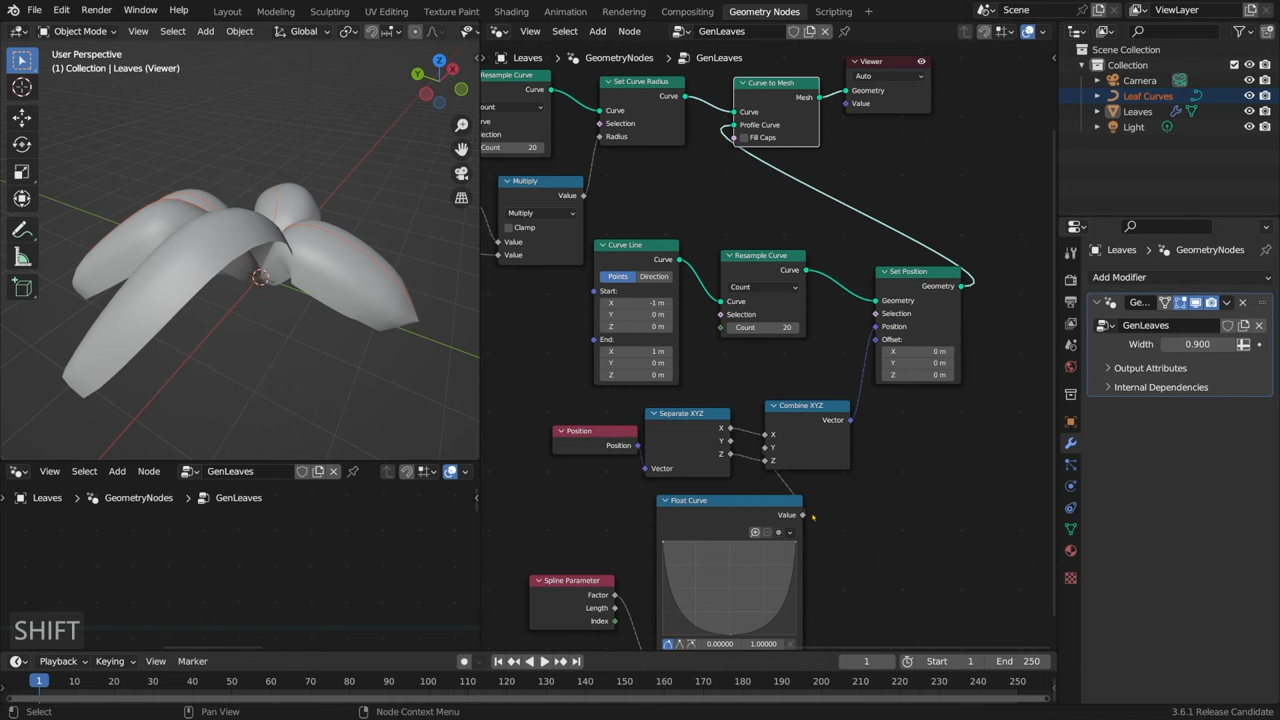 File Edit Render Window Help Layout Modeling Sculpting UV Editing Texture Paint Shading Animation Rendering Compositing Geometry Nodes Scripting Scene ViewLayer
Object Mode View Select Add Object Global
View Select Add Node GenLeaves
User Perspective
(1) Collection | Leaves (Viewer)
Z
Y
X
Leaves GeometryNodes GenLeaves
Resample Curve
Curve
ount
Curve
election
Count 20
Set Curve Radius
Curve
Curve
Selection
Radius
Curve to Mesh
Mesh
Curve
Profile Curve
Fill Caps
Viewer
Auto
Geometry
Value
Multiply
Value
Multiply
Clamp
Value
Value
Curve Line
Curve
Points Direction
Start:
X -1 m
Y 0 m
Z 0 m
End:
X 1 m
Y 0 m
Z 0 m
Resample Curve
Curve
Count
Curve
Selection
Count 20
Set Position
Geometry
Geometry
Selection
Position
Offset:
X 0 m
Y 0 m
Z 0 m
Position
Position
Separate XYZ
X
Y
Z
Vector
Combine XYZ
Vector
X
Y
Z
Float Curve
Value
0.00000 1.00000
Spline Parameter
Factor
Length
Index
Scene Collection
Collection
Camera
Leaf Curves
Leaves
Light
Leaves GeometryNodes
Add Modifier
Ge...
GenLeaves
Width 0.900
Output Attributes
Internal Dependencies
View Select Add Node GenLeaves
Leaves GeometryNodes GenLeaves
SHIFT
Playback Keying View Marker 1 Start 1 End 250
1 10 20 30 40 50 60 70 80 90 100 110 120 130 140 150 160 170 180 190 200 210 220 230 240 250
Select Pan View Node Context Menu 3.6.1 Release Candidate